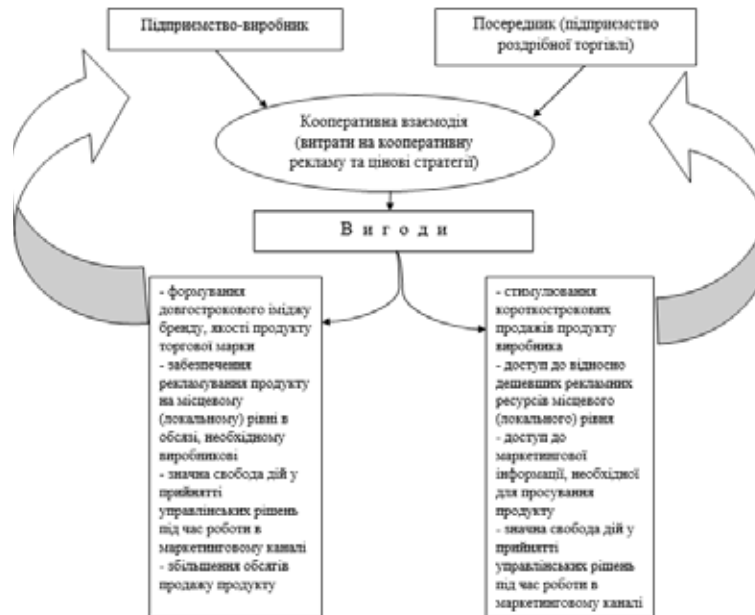 Підприємство-виробник
Посередник (підприємство
роздрібної торгівлі)
Кооперативна взаємодія
(витрати на кооперативну
рекламу та цінові стратегії)
В и г о д и
- формування
довгострокового іміджу
бренду, якості продукту
торгової марки
- забезпечення
рекламування продукту
на місцевому
(локальному) рівні в
обсязі, необхідному
виробникові
- значна свобода дій у
прийнятті
управлінських рішень
під час роботи в
маркетинговому каналі
- збільшення обсягів
продажу продукту
- стимулювання
короткострокових
продажів продукту
виробника
- доступ до відносно
дешевших рекламних
ресурсів місцевого
(локального) рівня
- доступ до
маркетингової
інформації, необхідної
для просування
продукту
- значна свобода дій у
прийнятті
управлінських рішень
під час роботи в
маркетинговому каналі